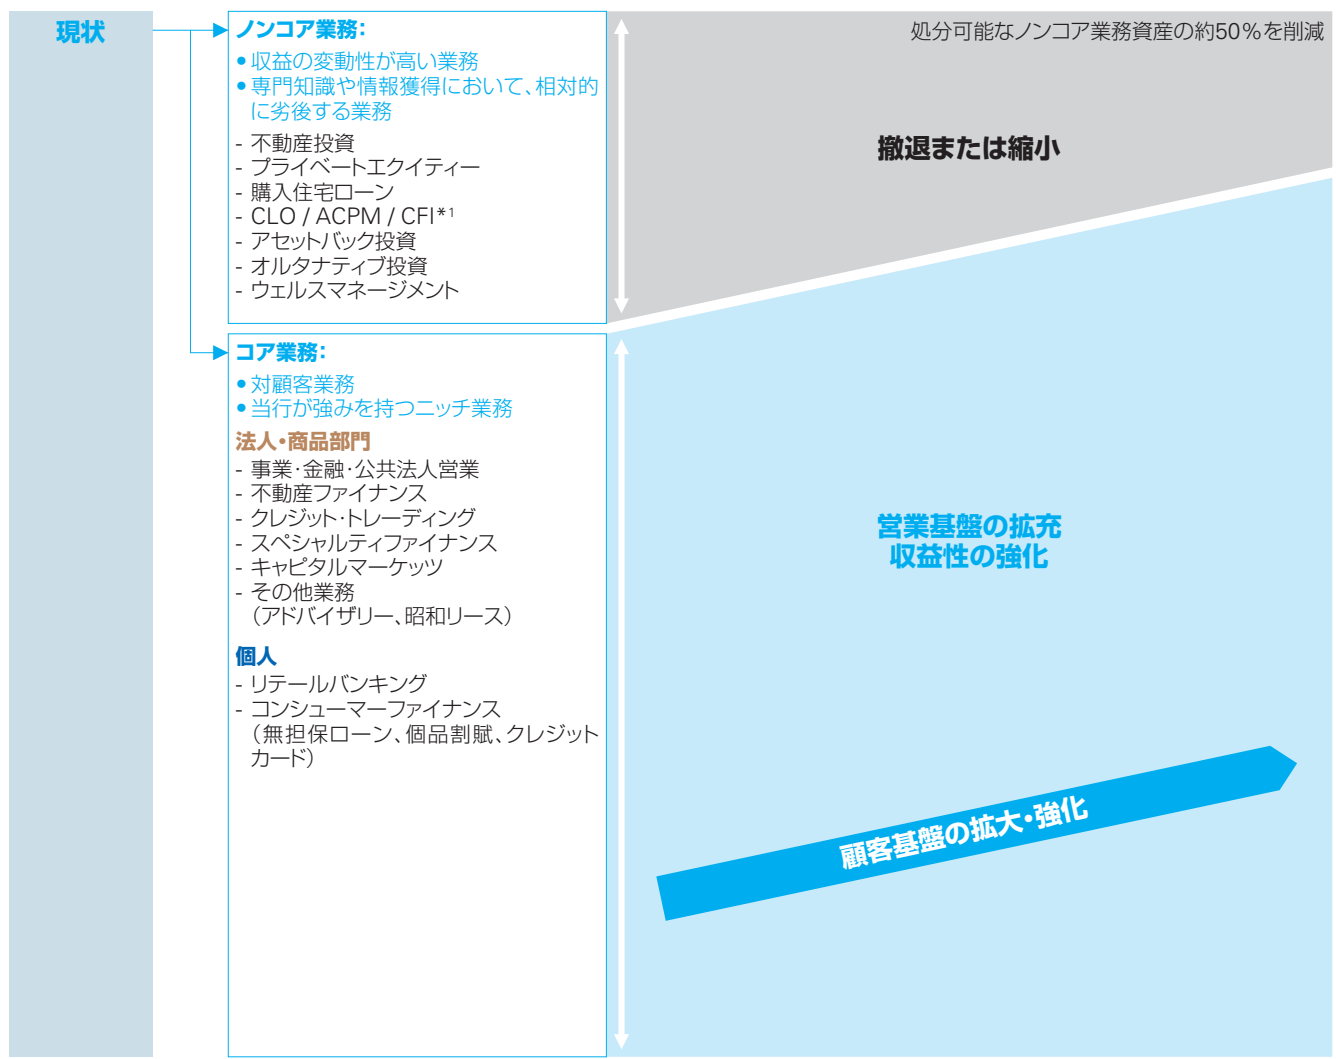 現状
ノンコア業務：
●収益の変動性が高い業務
●専門知識や情報獲得において、相対的
に劣後する業務
- 不動産投資
- プライベートエクイティー
- 購入住宅ローン
- CLO / ACPM / CFI*1
- アセットバック投資
- オルタナティブ投資
- ウェルスマネージメント
処分可能なノンコア業務資産の約50％を削減
撤退または縮小
コア業務：
●対顧客業務
●当行が強みを持つニッチ業務
法人・商品部門
- 事業・金融・公共法人営業
- 不動産ファイナンス
- クレジット・トレーディング
- スペシャルティファイナンス
- キャピタルマーケッツ
- その他業務
（アドバイザリー、昭和リース）
個人
- リテールバンキング
- コンシューマーファイナンス
（無担保ローン、個品割賦、クレジット
カード）
営業基盤の拡充
収益性の強化
顧客基盤の拡大・強化